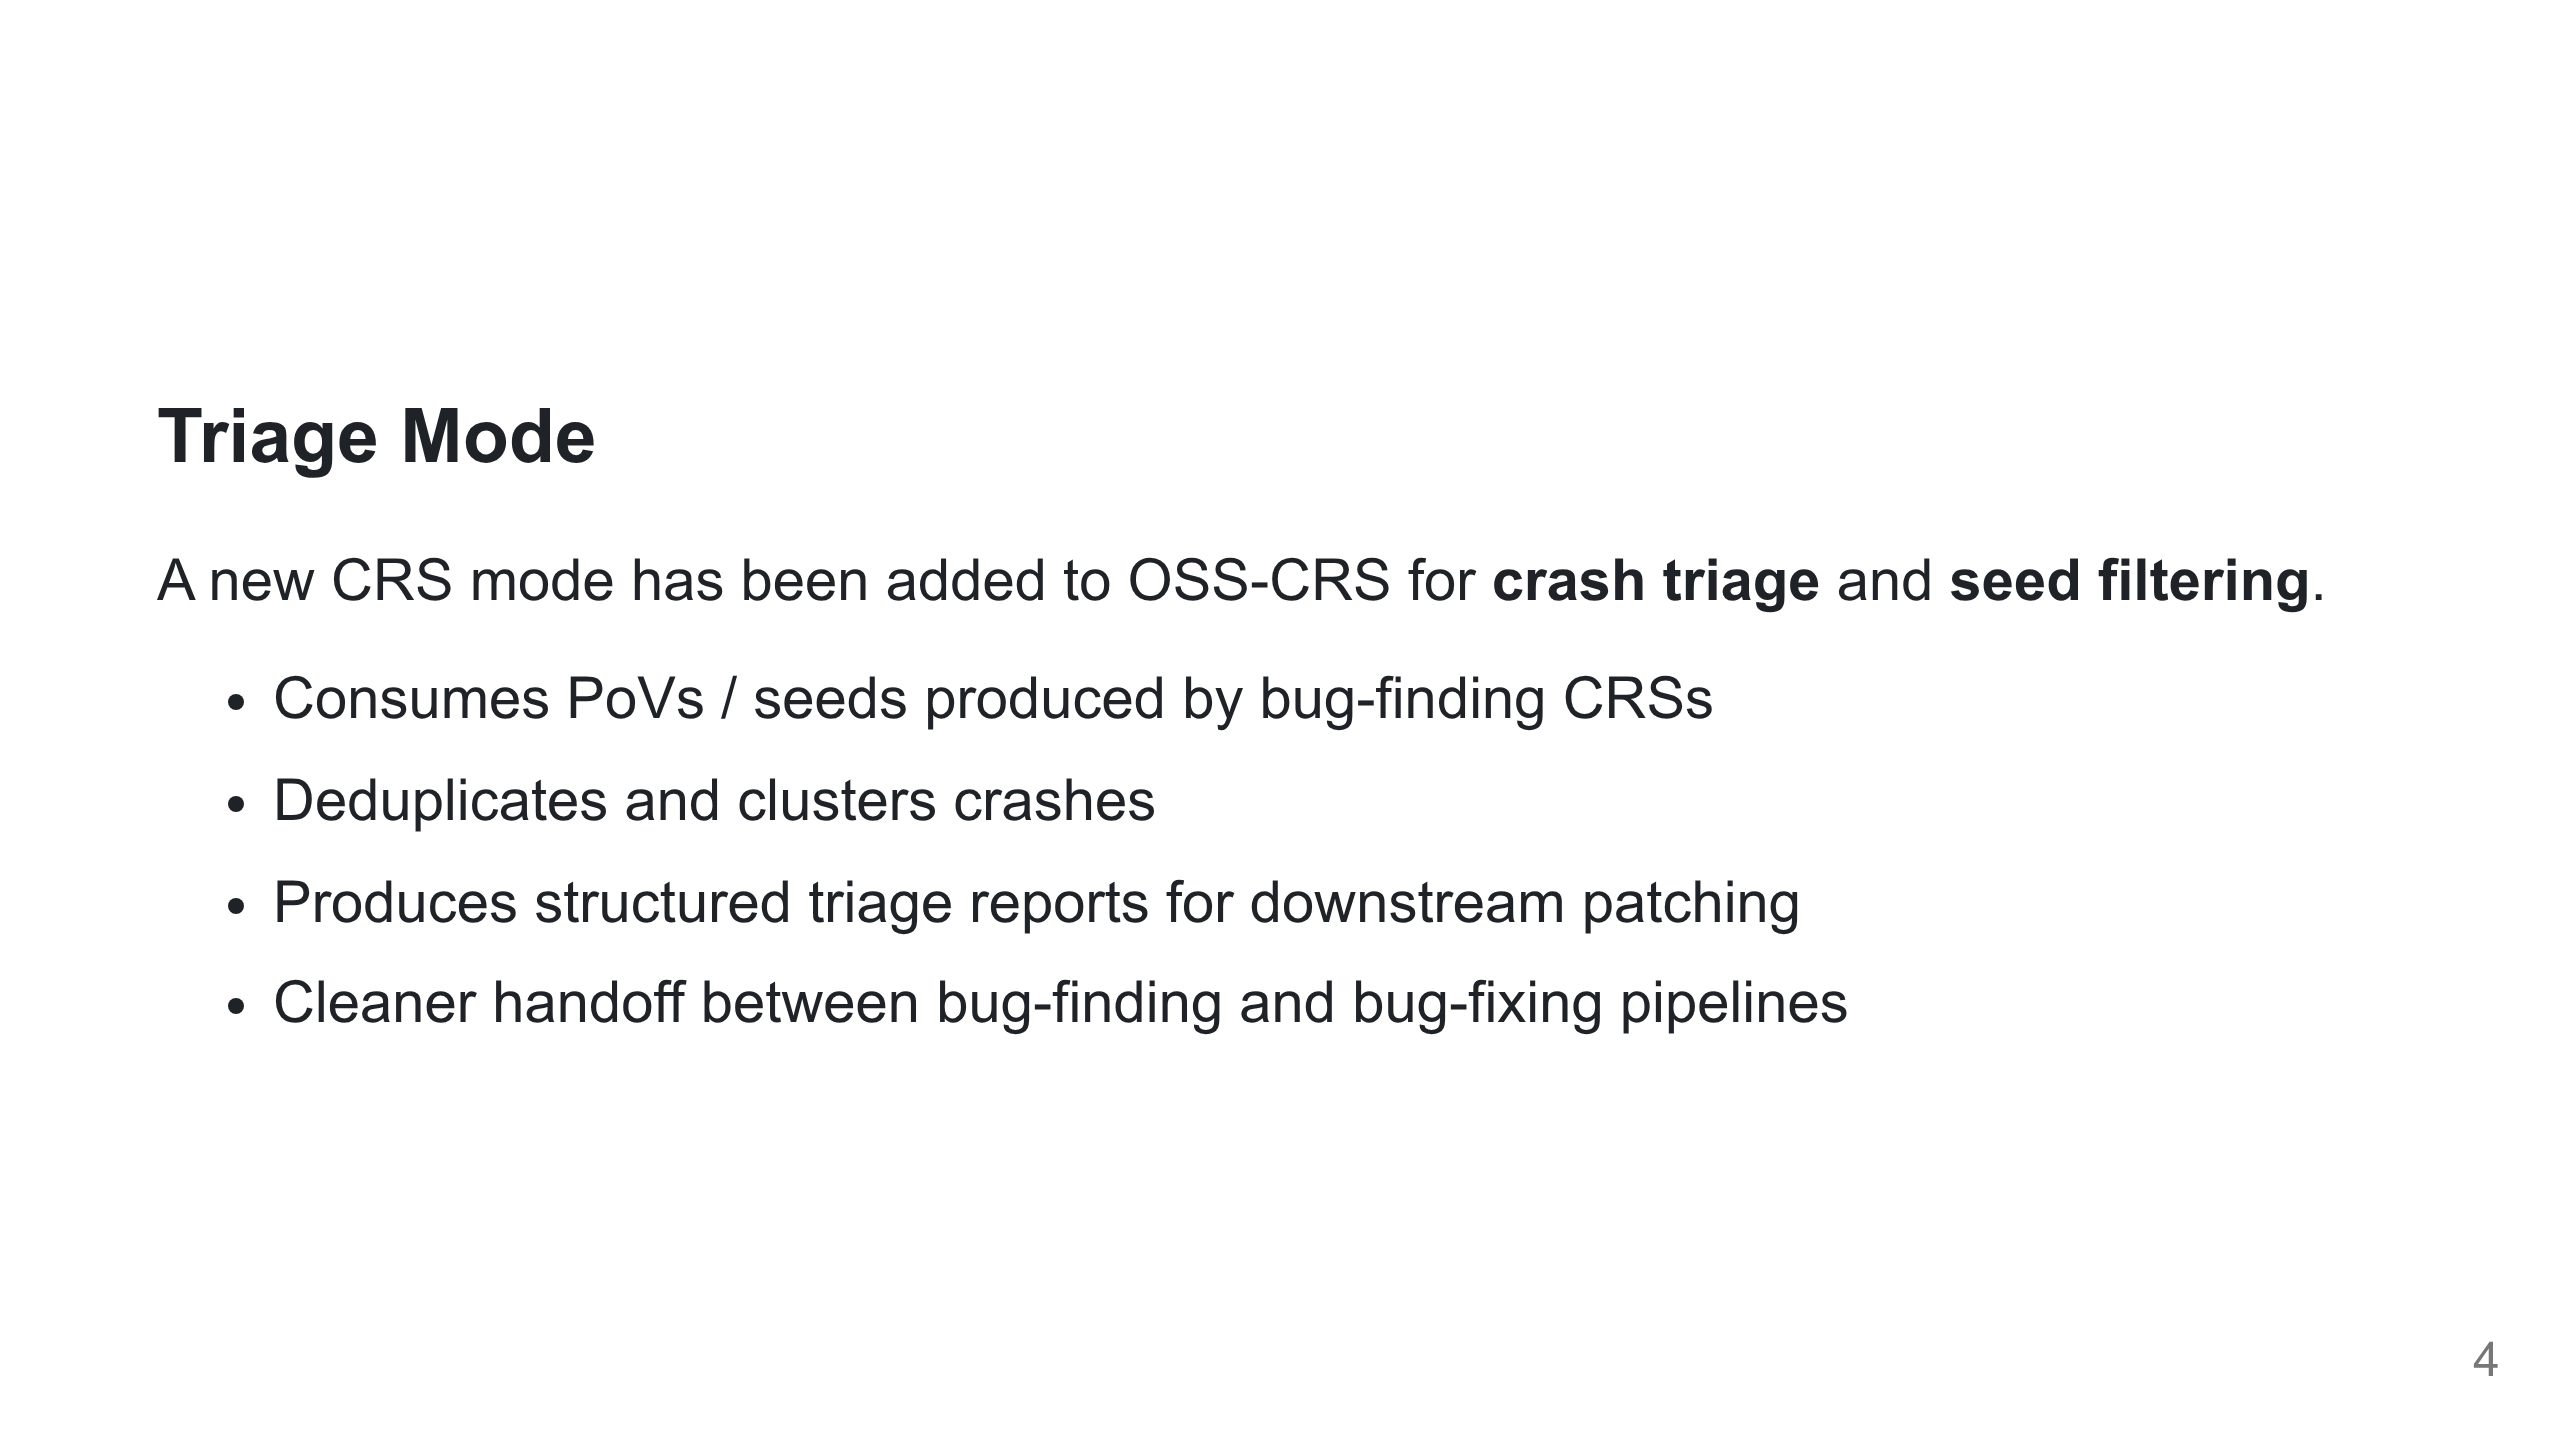 Triage Mode
A new CRS mode has been added to OSS-CRS for crash triage and seed filtering.
• Consumes PoVs / seeds produced by bug-finding CRSs
• Deduplicates and clusters crashes
• Produces structured triage reports for downstream patching
• Cleaner handoff between bug-finding and bug-fixing pipelines
4